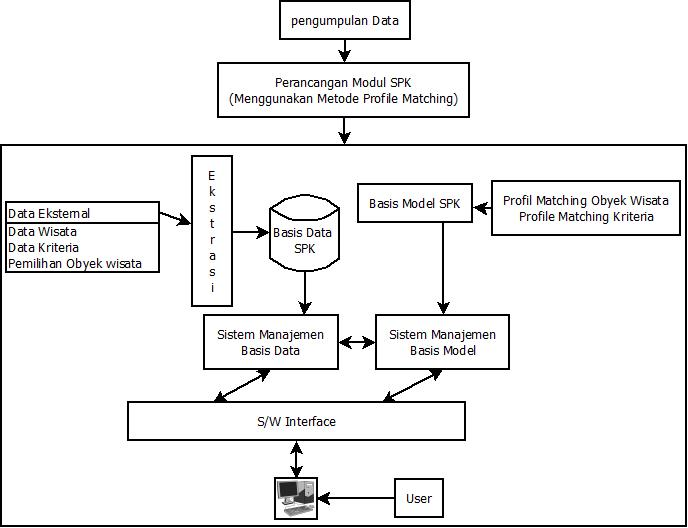 pengumpulan Data
Perancangan Modul SPK
(Menggunakan Metode Profile Matching)
Data Eksternal
Data Wisata
Data Kriteria
Pemilihan Obyek wisata
Ekstrasi
Basis Data
SPK
Basis Model SPK
Profil Matching Obyek Wisata
Profile Matching Kriteria
Sistem Manajemen
Basis Data
Sistem Manajemen
Basis Model
S/W Interface
User